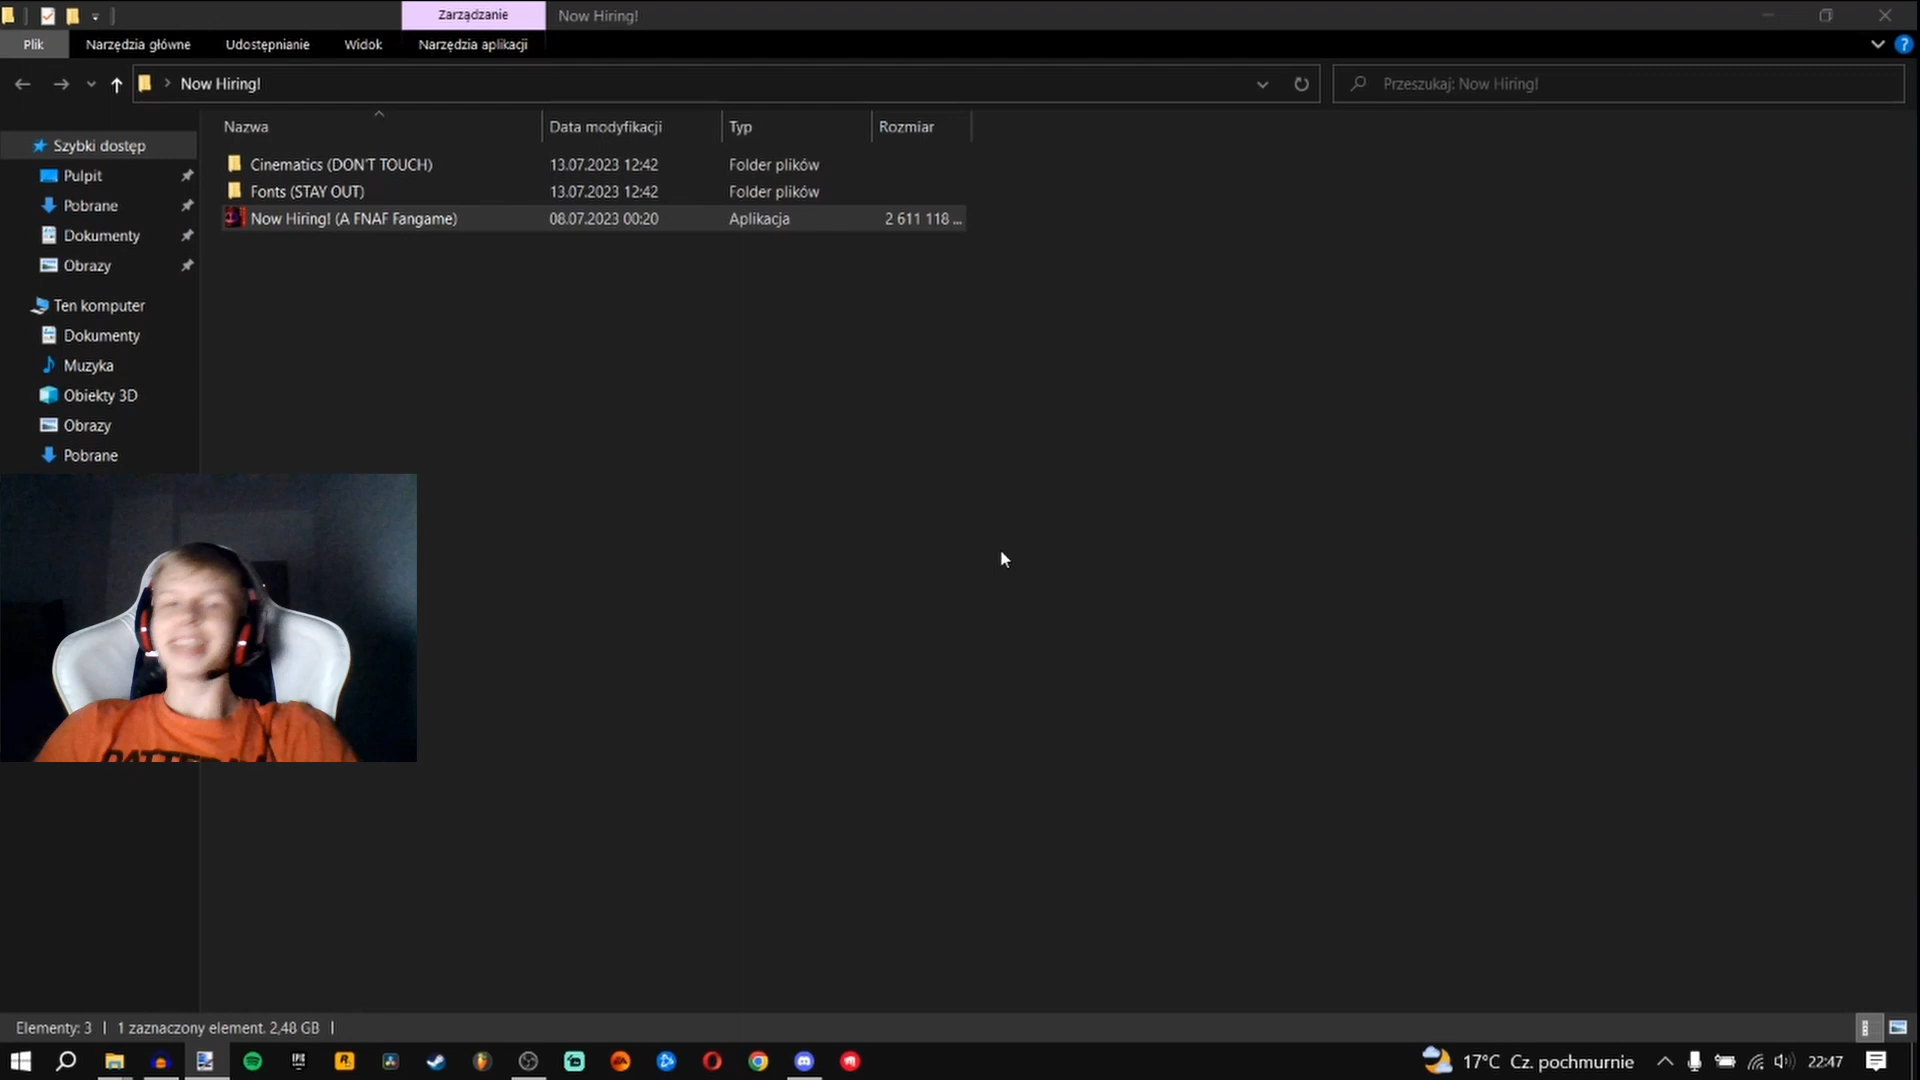 Zarządzanie
Now Hiring!
Plik
Narzędzia główne
Udostępnianie
Widok
Narzędzia aplikacji
Now Hiring!
Przeszukaj: Now Hiring!
Nazwa
Data modyfikacji
Typ
Rozmiar
Szybki dostęp
Pulpit
Pobrane
Dokumenty
Obrazy
Ten komputer
Dokumenty
Muzyka
Obiekty 3D
Obrazy
Pobrane
Cinematics (DON'T TOUCH) 13.07.2023 12:42 Folder plików
Fonts (STAY OUT) 13.07.2023 12:42 Folder plików
Now Hiring! (A FNAF Fangame) 08.07.2023 00:20 Aplikacja 2 611 118 ...
Elementy: 3
1 zaznaczony element. 2,48 GB
17°C Cz. pochmurnie
22:47